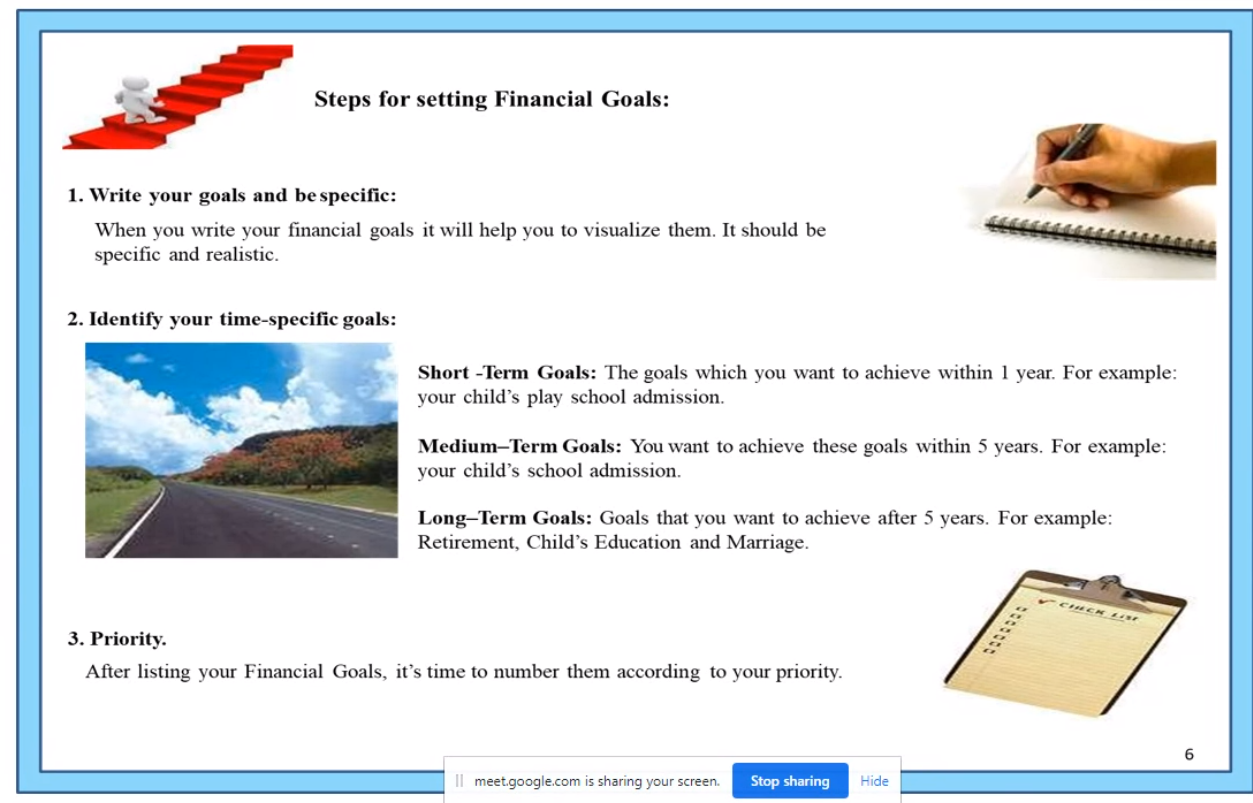 Steps for setting Financial Goals:
1. Write your goals and be specific:
When you write your financial goals it will help you to visualize them. It should be
specific and realistic.
2. Identify your time-specific goals:
Short -Term Goals: The goals which you want to achieve within 1 year. For example:
your child’s play school admission.
Medium–Term Goals: You want to achieve these goals within 5 years. For example:
your child’s school admission.
Long–Term Goals: Goals that you want to achieve after 5 years. For example:
Retirement, Child’s Education and Marriage.
CHECK LIST
3. Priority.
After listing your Financial Goals, it’s time to number them according to your priority.
6
meet.google.com is sharing your screen. Stop sharing Hide